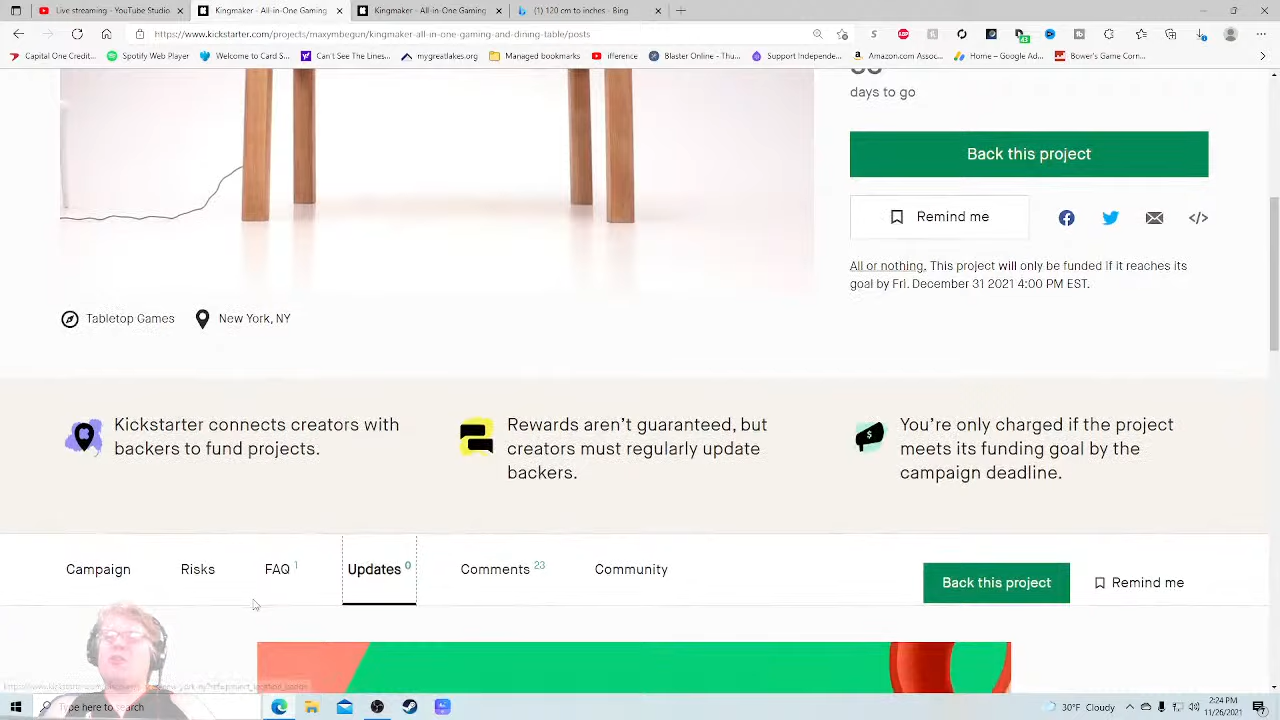 Live streaming - YouTube Studio
Kingmaker - All-in-One Gaming
Kingmaker - All-in-One Gaming
(1) 120 cm to inches - Bing
https://www.kickstarter.com/projects/maxymbegun/kingmaker-all-in-one-gaming-and-dining-table/posts
Capital One Credit...
Spotify Web Player
Welcome to Card S...
Can't See The Lines...
mygreatlakes.org
Managed bookmarks
ifference
Blaster Online - Thu...
Support Independe...
Amazon.com Assoc...
Home - Google Ad...
Bower's Game Corn...
days to go
Back this project
Remind me
All or nothing. This project will only be funded if it reaches its
goal by Fri, December 31 2021 4:00 PM EST.
Tabletop Games
New York, NY
Kickstarter connects creators with
backers to fund projects.
Rewards aren't guaranteed, but
creators must regularly update
backers.
You're only charged if the project
meets its funding goal by the
campaign deadline.
Campaign
Risks
FAQ 1
Updates 0
Comments 23
Community
Back this project
Remind me
Type here to search
30°F Cloudy
2:24 PM
11/26/2021